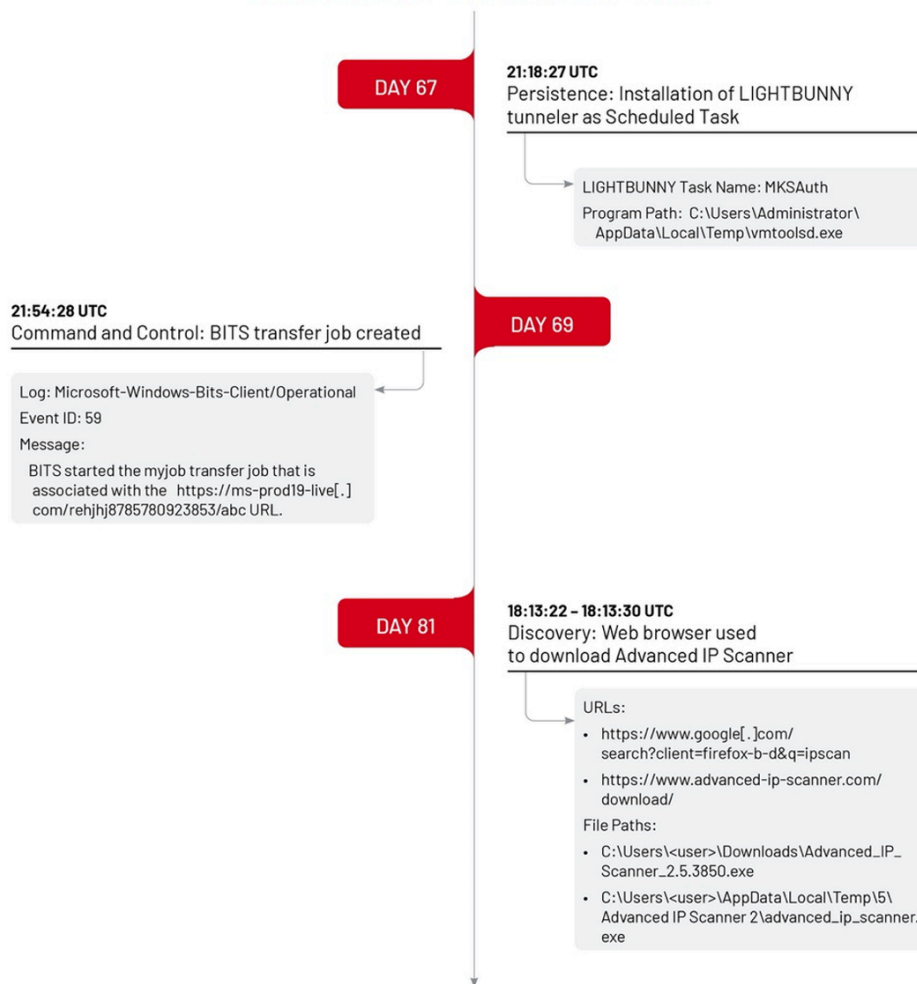 DAY 67
21:18:27 UTC
Persistence: Installation of LIGHTBUNNY
tunneler as Scheduled Task
LIGHTBUNNY Task Name: MKSAuth
Program Path: C:\Users\Administrator\
AppData\Local\Temp\vmtoolsd.exe
DAY 69
21:54:28 UTC
Command and Control: BITS transfer job created
Log: Microsoft-Windows-Bits-Client/Operational
Event ID: 59
Message:
BITS started the myjob transfer job that is
associated with the https://ms-prod19-live[.]
com/rehjhj8785780923853/abc URL.
DAY 81
18:13:22 – 18:13:30 UTC
Discovery: Web browser used
to download Advanced IP Scanner
URLs:
• https://www.google[.]com/
search?client=firefox-b-d&q=ipscan
• https://www.advanced-ip-scanner.com/
download/
File Paths:
• C:\Users\<user>\Downloads\Advanced_IP_
Scanner_2.5.3850.exe
• C:\Users\<user>\AppData\Local\Temp\5\
Advanced IP Scanner 2\advanced_ip_scanner.
exe